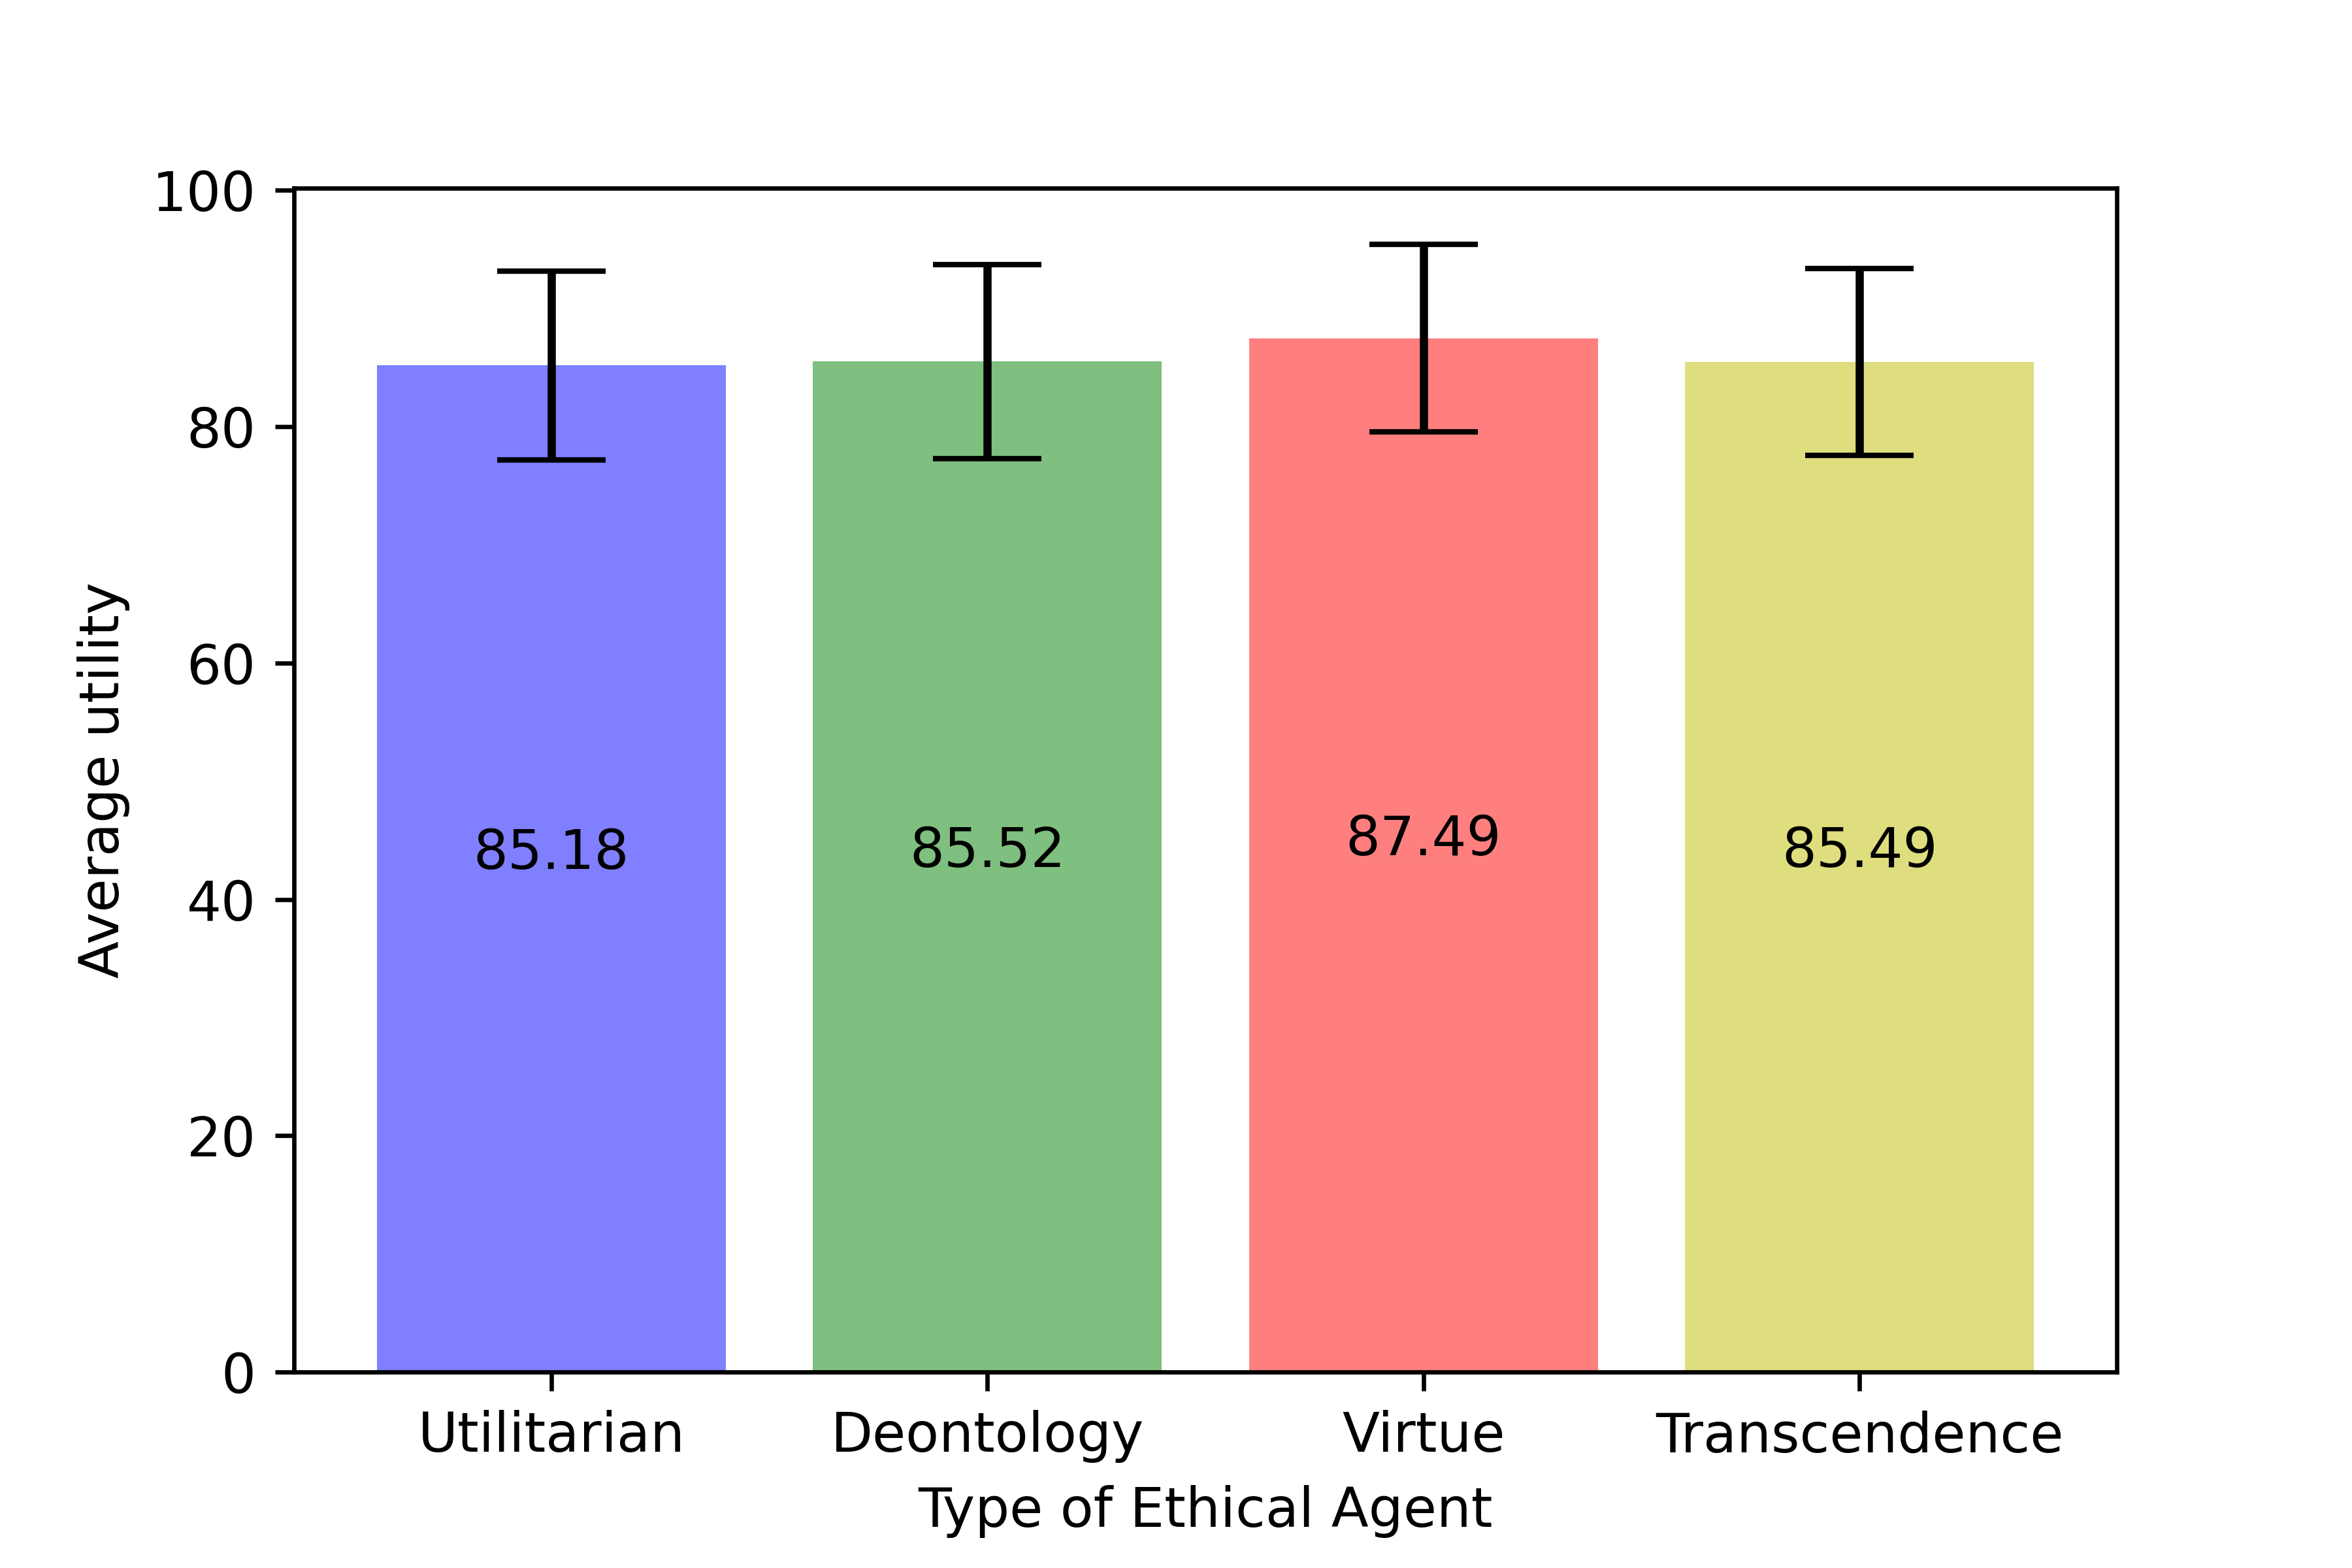 100
80
60
40
20
0
Average utility
85.18
85.52
87.49
85.49
Utilitarian
Deontology
Virtue
Transcendence
Type of Ethical Agent